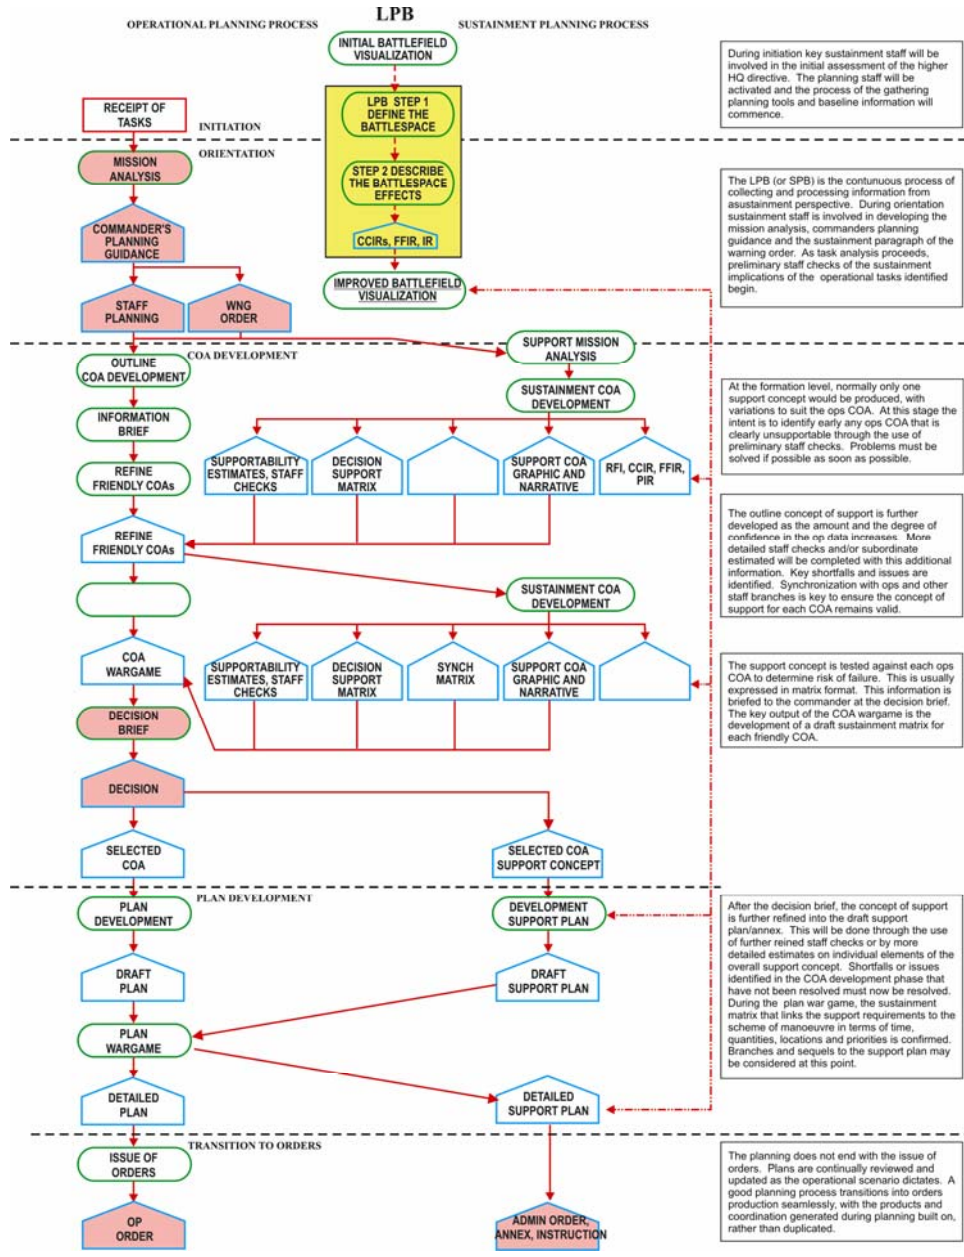 LPB
OPERATIONAL PLANNING PROCESS
SUSTAINMENT PLANNING PROCESS
INITIAL BATTLEFIELD
VISUALIZATION
During initiation key sustainment staff will be
involved in the initial assessment of the higher
HQ directive. The planning staff will be
activated and the process of the gathering
planning tools and baseline information will
commence.
LPB STEP 1
DEFINE THE
BATTLESPACE
RECEIPT OF
TASKS
INITIATION
ORIENTATION
MISSION
ANALYSIS
STEP 2 DESCRIBE
THE BATTLESPACE
EFFECTS
The LPB (or SPB) is the contunuous process of
collecting and processing information from
asustainment perspective. During orientation
sustainment staff is involved in developing the
mission analysis, commanders planning
guidance and the sustainment paragraph of the
warning order. As task analysis proceeds,
preliminary staff checks of the sustainment
implications of the operational tasks identified
begin.
COMMANDER'S
PLANNING
GUIDANCE
CCIRs, FFIR, IR
IMPROVED BATTLEFIELD
VISUALIZATION
STAFF
PLANNING
WNG
ORDER
COA DEVELOPMENT
SUPPORT MISSION
ANALYSIS
OUTLINE
COA DEVELOPMENT
SUSTAINMENT COA
DEVELOPMENT
At the formation level, normally only one
support concept would be produced, with
variations to suit the ops COA. At this stage the
intent is to identify early any ops COA that is
clearly unsupportable through the use of
preliminary staff checks. Problems must be
solved if possible as soon as possible.
INFORMATION
BRIEF
REFINE
FRIENDLY COAs
SUPPORTABILITY
ESTIMATES, STAFF
CHECKS
DECISION
SUPPORT
MATRIX
SUPPORT COA
GRAPHIC AND
NARRATIVE
RFI, CCIR, FFIR,
PIR
The outline concept of support is further
developed as the amount and the degree of
confidence in the op data increases. More
detailed staff checks and/or subordinate
estimated will be completed with this additional
information. Key shortfalls and issues are
identified. Synchronization with ops and other
staff branches is key to ensure the concept of
support for each COA remains valid.
REFINE
FRIENDLY COAs
SUSTAINMENT COA
DEVELOPMENT
COA
WARGAME
SUPPORTABILITY
ESTIMATES, STAFF
CHECKS
DECISION
SUPPORT
MATRIX
SYNCH
MATRIX
SUPPORT COA
GRAPHIC AND
NARRATIVE
The support concept is tested against each ops
COA to determine risk of failure. This is usually
expressed in matrix format. This information is
briefed to the commander at the decision brief.
The key output of the COA wargame is the
development of a draft sustainment matrix for
each friendly COA.
DECISION
BRIEF
DECISION
SELECTED
COA
SELECTED COA
SUPPORT CONCEPT
PLAN DEVELOPMENT
PLAN
DEVELOPMENT
DEVELOPMENT
SUPPORT PLAN
After the decision brief, the concept of support
is further refined into the draft support
plan/annex. This will be done through the use
of further reined staff checks or by more
detailed estimates on individual elements of the
overall support concept. Shortfalls or issues
identified in the COA development phase that
have not been resolved must now be resolved.
During the plan war game, the sustainment
matrix that links the support requirements to the
scheme of manoeuvre in terms of time,
quantities, locations and priorities is confirmed.
Branches and sequels to the support plan may
be considered at this point.
DRAFT
PLAN
DRAFT
SUPPORT PLAN
PLAN
WARGAME
DETAILED
PLAN
DETAILED
SUPPORT PLAN
TRANSITION TO ORDERS
ISSUE OF
ORDERS
The planning does not end with the issue of
orders. Plans are continually reviewed and
updated as the operational scenario dictates. A
good planning process transitions into orders
production seamlessly, with the products and
coordination generated during planning built on,
rather than duplicated.
OP
ORDER
ADMIN ORDER,
ANNEX, INSTRUCTION